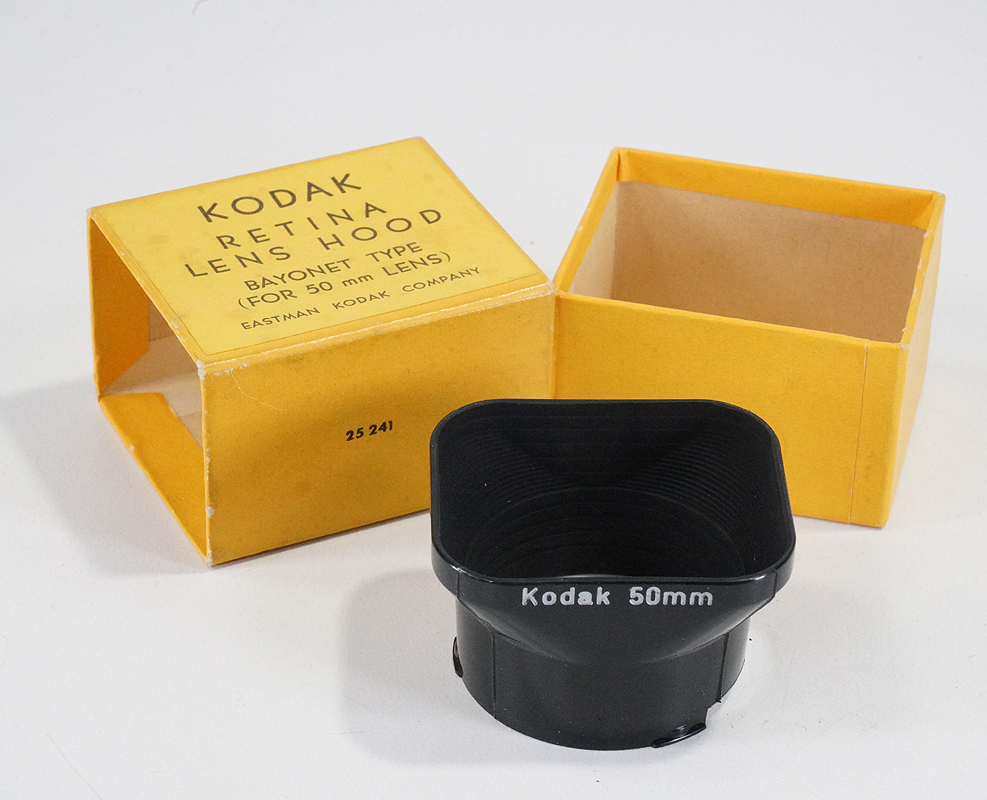 KODAK
RETINA
LENS HOOD
BAYONET TYPE
(FOR 50 mm LENS)
EASTMAN KODAK COMPANY
25 241
Kodak 50mm